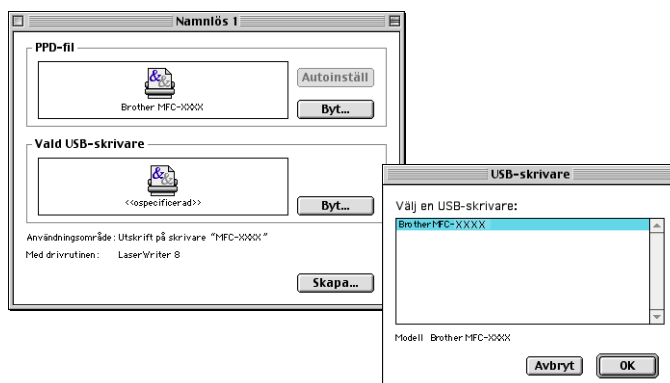 Namnlös 1
PPD-fil
Brother MFC-XXXX
Autoinställ
Byt...
Vald USB-skrivare
<<ospecificerad>>
Byt...
Användningsområde: Utskrift på skrivare "MFC-XXXX"
Med drivrutinen: LaserWriter 8
Skapa...
USB-skrivare
Välj en USB-skrivare:
Brother MFC-XXXX
Modell Brother MFC-XXXX
Avbryt
OK